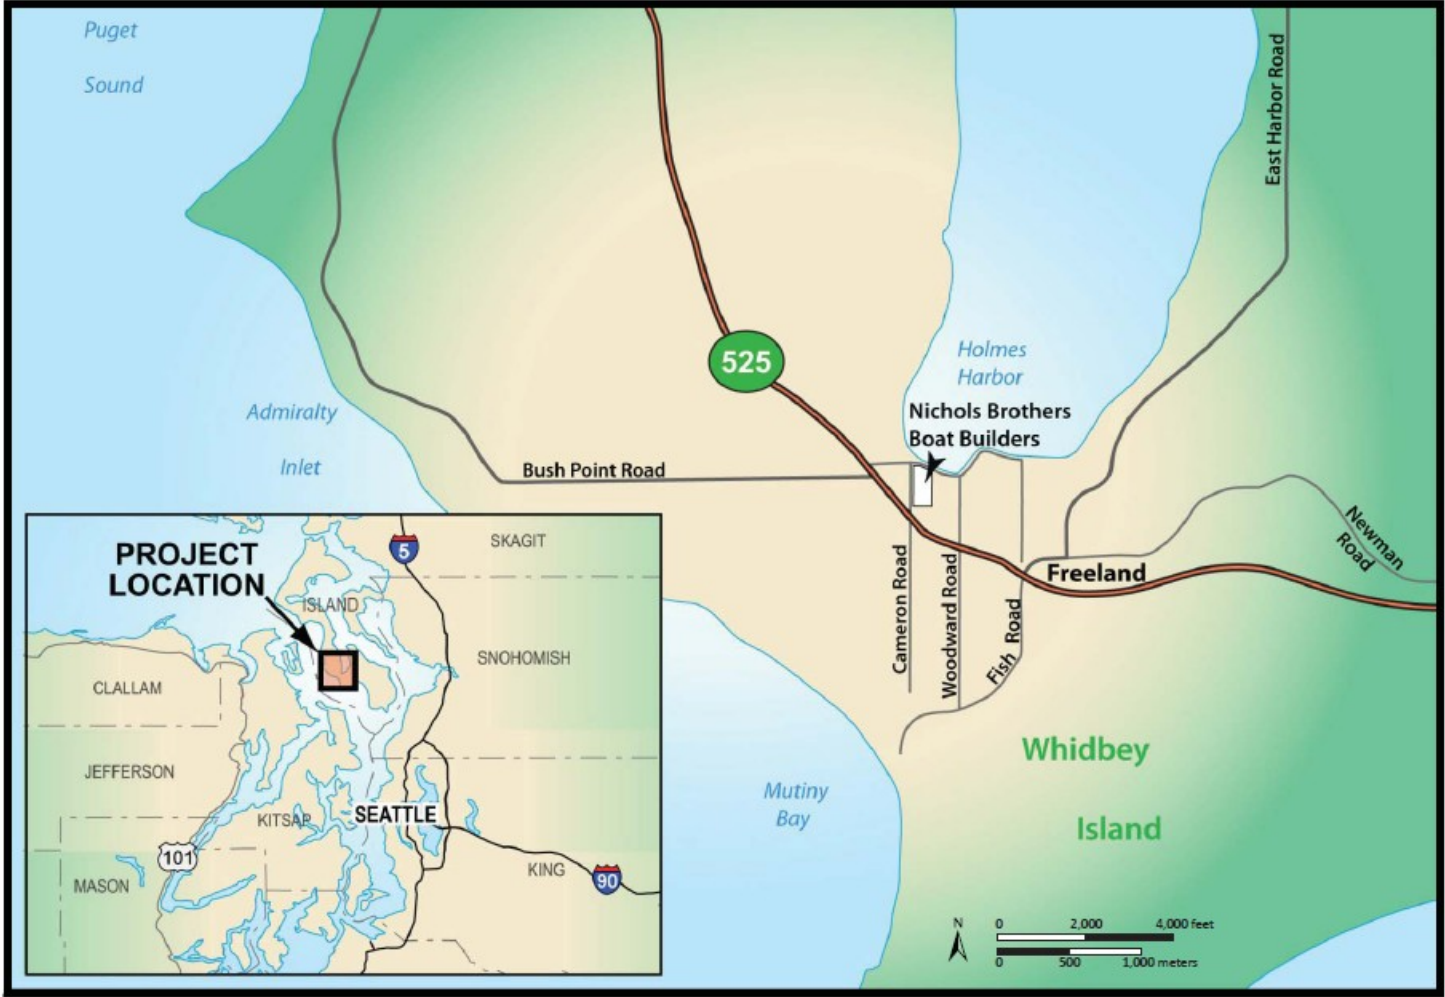 Puget
Sound
East Harbor Road
525
Holmes
Harbor
Admiralty
Inlet
Nichols Brothers
Boat Builders
Bush Point Road
Newman
Road
Freeland
Cameron Road
Woodward Road
Fish Road
Whidbey
Island
Mutiny
Bay
N
0 2,000 4,000 feet
0 500 1,000 meters
PROJECT
LOCATION
5
SKAGIT
ISLAND
SNOHOMISH
CLALLAM
JEFFERSON
KITSAP
SEATTLE
101
MASON
KING
90